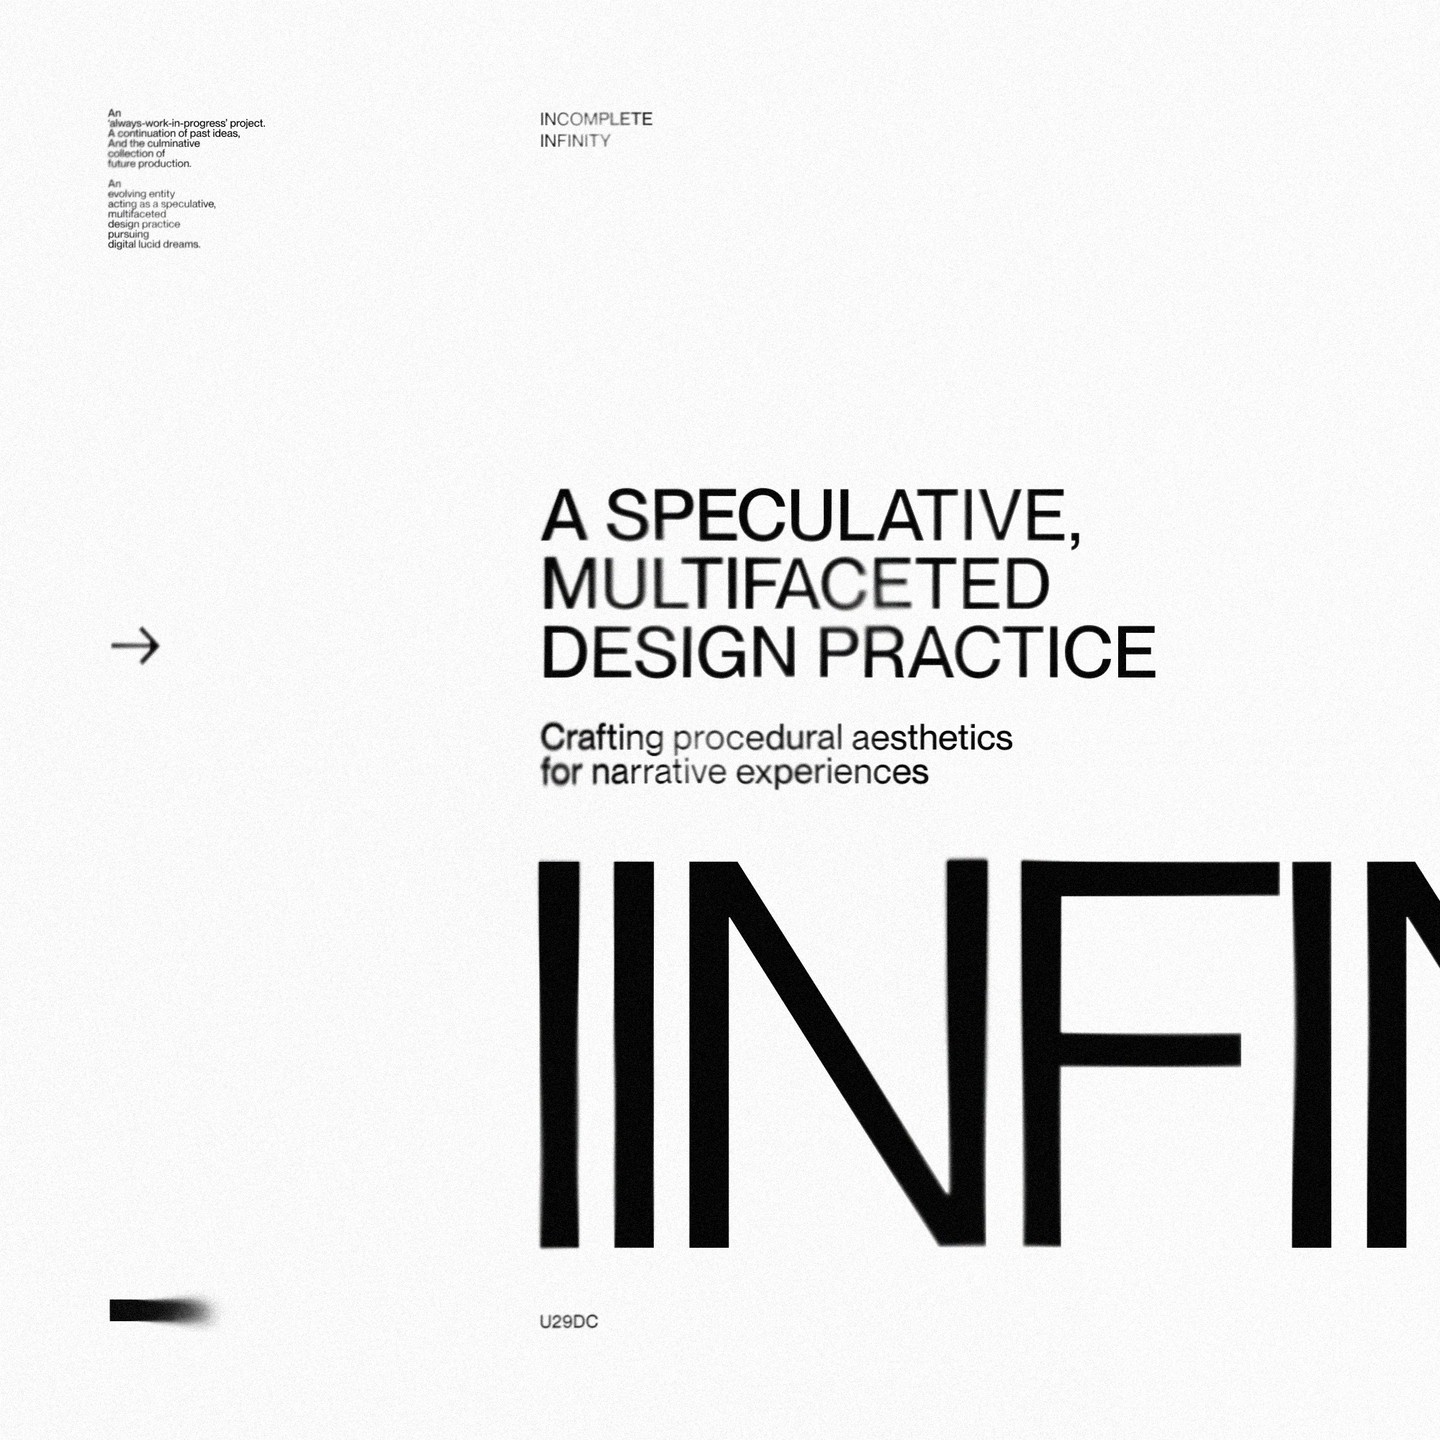 An
'always-work-in-progress' project.
A continuation of past ideas,
And the culminative
collection of
future production.
An
evolving entity
acting as a speculative,
multifaceted
design practice
pursuing
digital lucid dreams.
INCOMPLETE
INFINITY
→
A SPECULATIVE,
MULTIFACETED
DESIGN PRACTICE
Crafting procedural aesthetics
for narrative experiences
IINFIN
U29DC